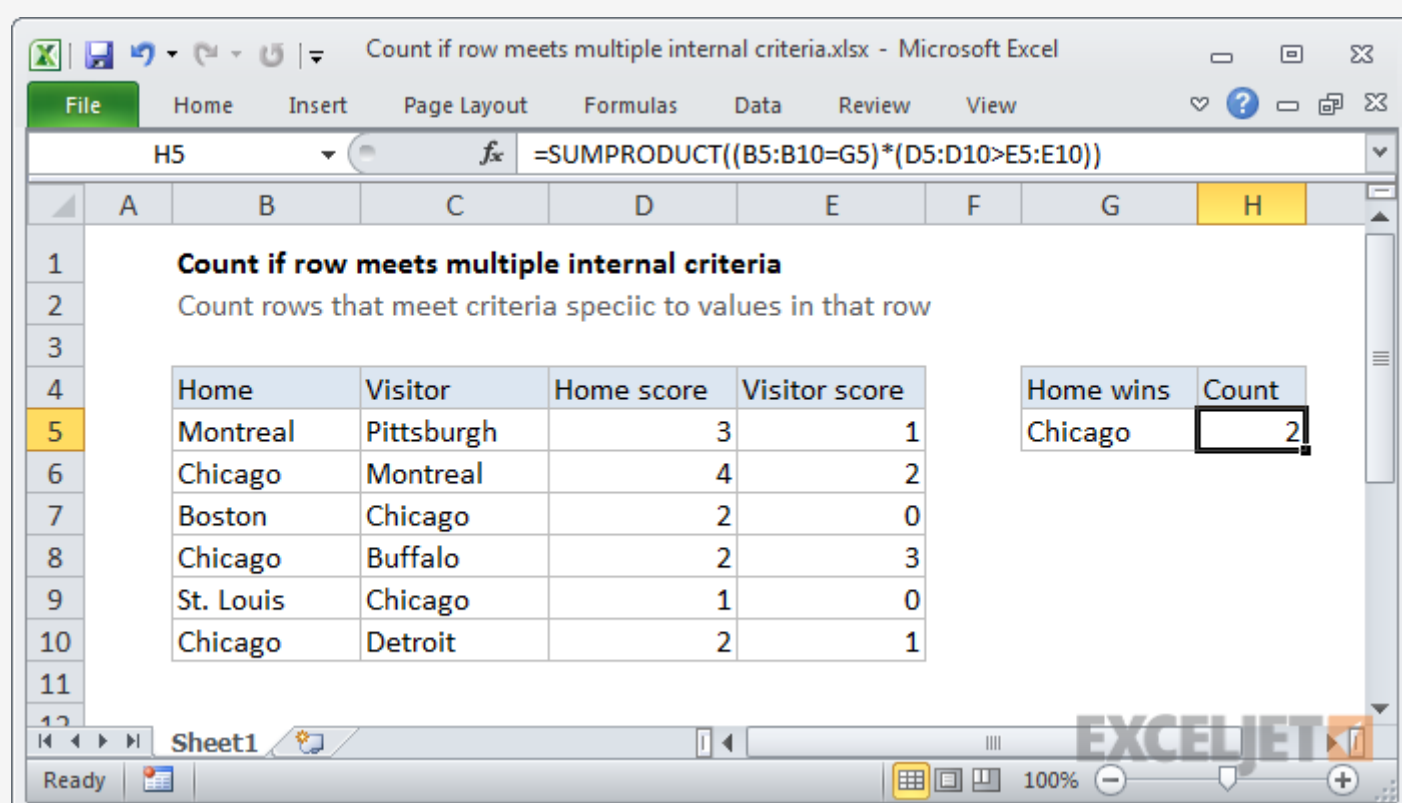 Count if row meets multiple internal criteria.xlsx - Microsoft Excel
File Home Insert Page Layout Formulas Data Review View
H5 fx =SUMPRODUCT((B5:B10=G5)*(D5:D10>E5:E10))
A B C D E F G H
1 Count if row meets multiple internal criteria
2 Count rows that meet criteria speciic to values in that row
3
4 Home Visitor Home score Visitor score Home wins Count
5 Montreal Pittsburgh 3 1 Chicago 2
6 Chicago Montreal 4 2
7 Boston Chicago 2 0
8 Chicago Buffalo 2 3
9 St. Louis Chicago 1 0
10 Chicago Detroit 2 1
11
12
Sheet1 EXCELJET
Ready 100%